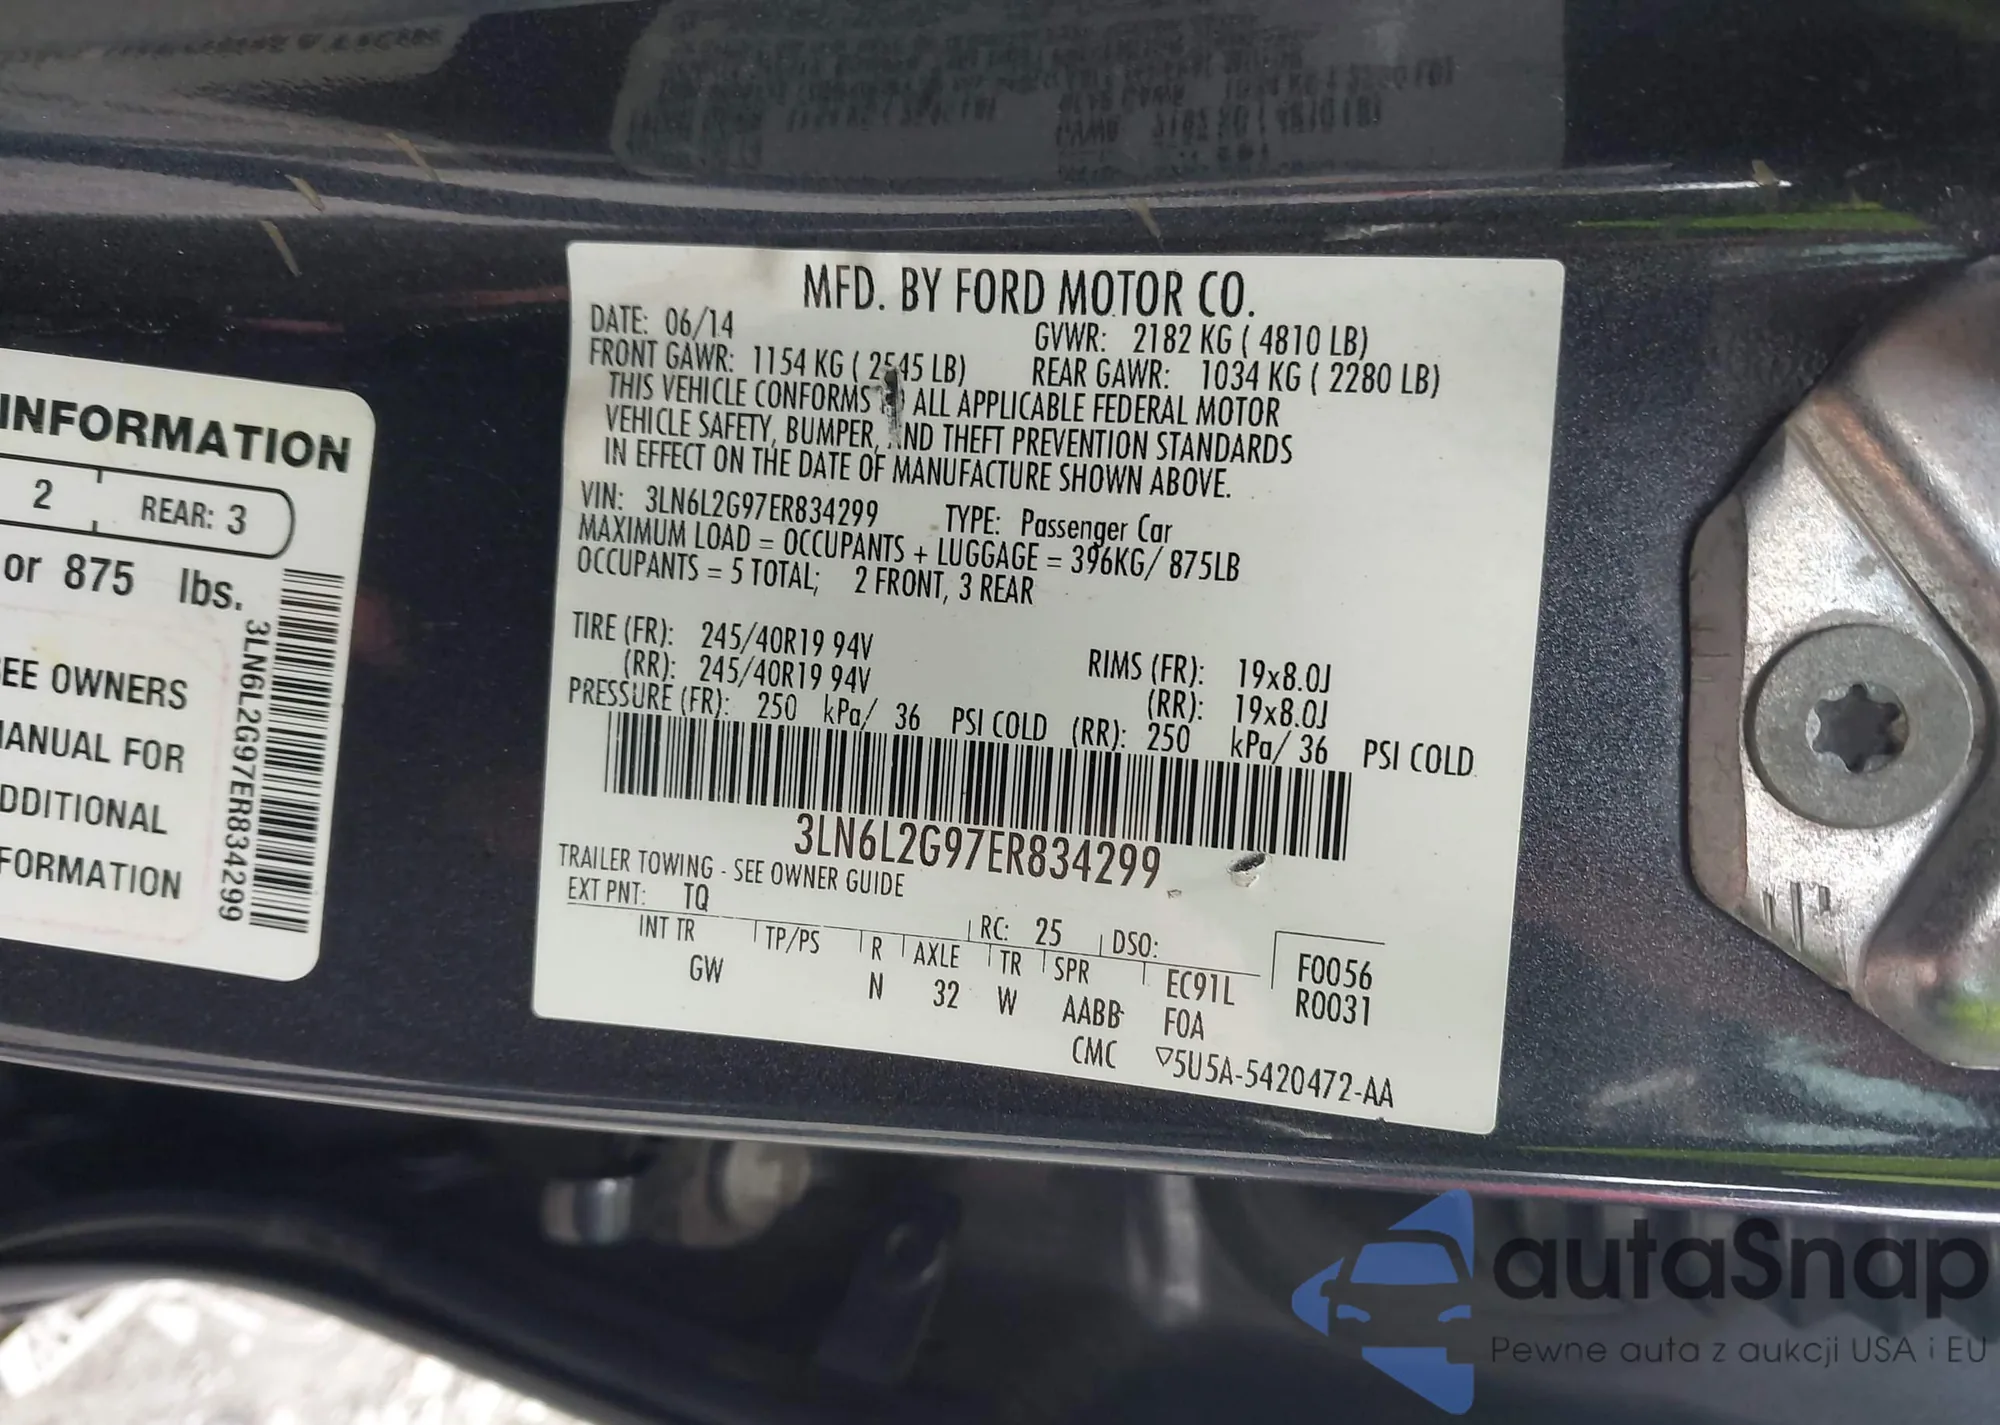 INFORMATION
2 REAR: 3
or 875 lbs.
EE OWNERS
ANUAL FOR
DDITIONAL
FORMATION
3LN6L2G97ER834299
MFD. BY FORD MOTOR CO.
DATE: 06/14 GVWR: 2182 KG ( 4810 LB)
FRONT GAWR: 1154 KG ( 2545 LB) REAR GAWR: 1034 KG ( 2280 LB)
THIS VEHICLE CONFORMS ALL APPLICABLE FEDERAL MOTOR
VEHICLE SAFETY, BUMPER, AND THEFT PREVENTION STANDARDS
IN EFFECT ON THE DATE OF MANUFACTURE SHOWN ABOVE.
VIN: 3LN6L2G97ER834299 TYPE: Passenger Car
MAXIMUM LOAD = OCCUPANTS + LUGGAGE = 396KG/ 875LB
OCCUPANTS = 5 TOTAL; 2 FRONT, 3 REAR
TIRE (FR): 245/40R19 94V RIMS (FR): 19x8.0J
(RR): 245/40R19 94V (RR): 19x8.0J
PRESSURE (FR): 250 kPa/ 36 PSI COLD (RR): 250 kPa/ 36 PSI COLD
3LN6L2G97ER834299
TRAILER TOWING - SEE OWNER GUIDE
EXT PNT: TQ RC: 25 DSO:
INT TR TP/PS R AXLE TR SPR EC91L F0056
GW N 32 W AABB FOA R0031
CMC ▽5U5A-5420472-AA
autaSnap
Pewne auta z aukcji USA i EU